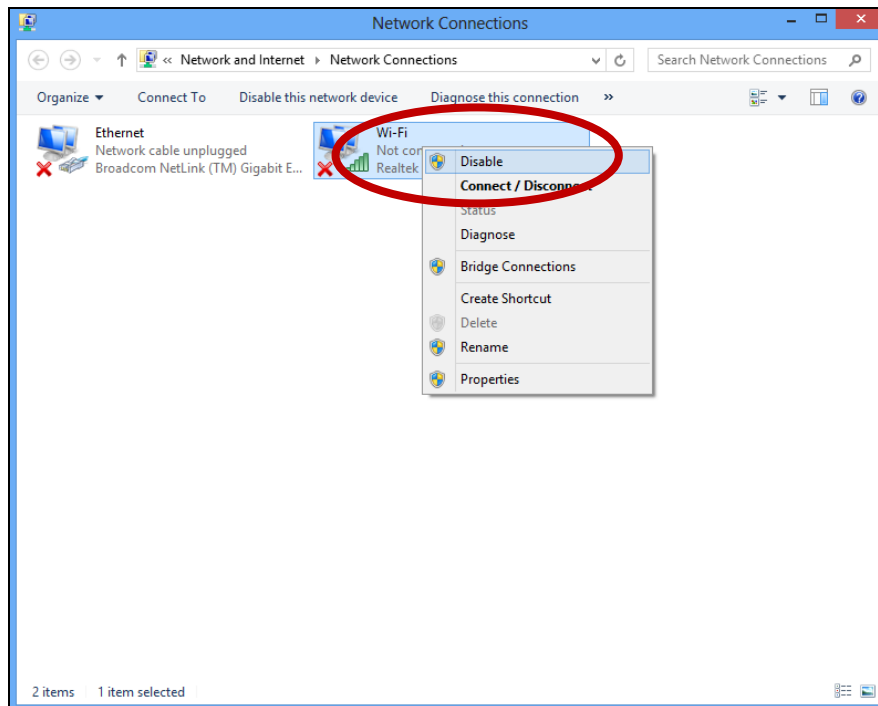 Network Connections
« Network and Internet Network Connections
Search Network Connections
Organize Connect To Disable this network device Diagnose this connection »
Ethernet
Network cable unplugged
Broadcom NetLink (TM) Gigabit E...
Wi-Fi
Not
Realtek
Disable
Connect / Disconnect
Status
Diagnose
Bridge Connections
Create Shortcut
Delete
Rename
Properties
2 items 1 item selected